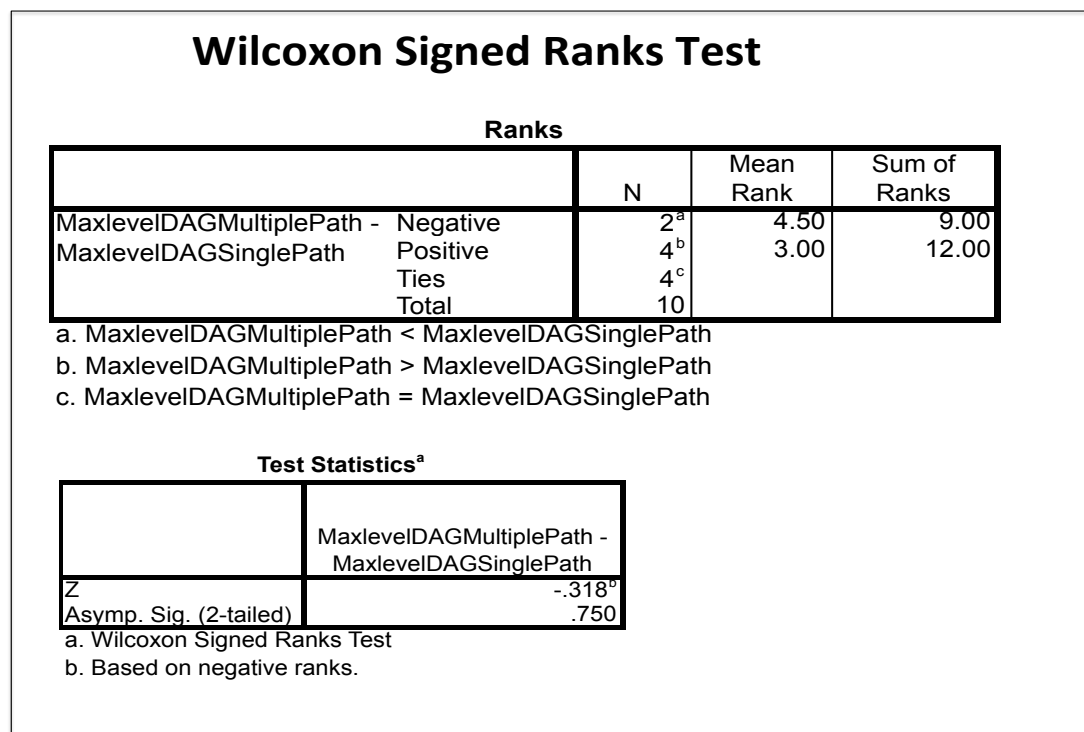 Wilcoxon Signed Ranks Test
Ranks
N Mean Rank Sum of Ranks
MaxlevelDAGMultiplePath - MaxlevelDAGSinglePath Negative 2a 4.50 9.00
Positive 4b 3.00 12.00
Ties 4c
Total 10
a. MaxlevelDAGMultiplePath < MaxlevelDAGSinglePath
b. MaxlevelDAGMultiplePath > MaxlevelDAGSinglePath
c. MaxlevelDAGMultiplePath = MaxlevelDAGSinglePath
Test Statisticsa
MaxlevelDAGMultiplePath -
MaxlevelDAGSinglePath
Z -.318b
Asymp. Sig. (2-tailed) .750
a. Wilcoxon Signed Ranks Test
b. Based on negative ranks.